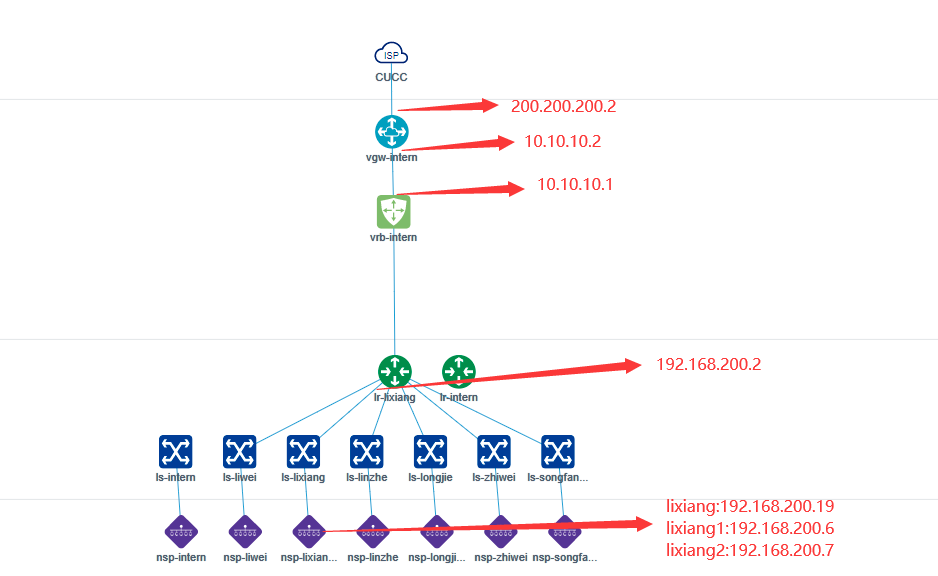 ISP
CUCC
200.200.200.2
vgw-intern
10.10.10.2
10.10.10.1
vrb-intern
192.168.200.2
lr-lixiang
lr-intern
ls-intern
ls-liwei
ls-lixiang
ls-linzhe
ls-longjie
ls-zhiwei
ls-songfan...
lixiang:192.168.200.19
lixiang1:192.168.200.6
lixiang2:192.168.200.7
nsp-intern
nsp-liwei
nsp-lixian...
nsp-linzhe
nsp-longji...
nsp-zhiwei
nsp-songfa...